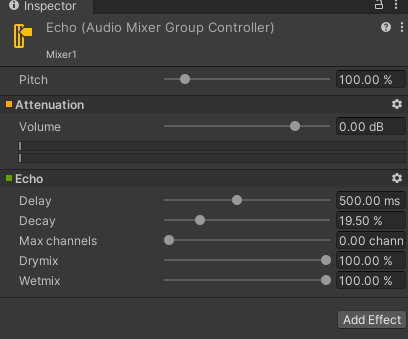 Inspector
Echo (Audio Mixer Group Controller)
Mixer1
Pitch 100.00 %
Attenuation
Volume 0.00 dB
Echo
Delay 500.00 ms
Decay 19.50 %
Max channels 0.00 chann
Drymix 100.00 %
Wetmix 100.00 %
Add Effect